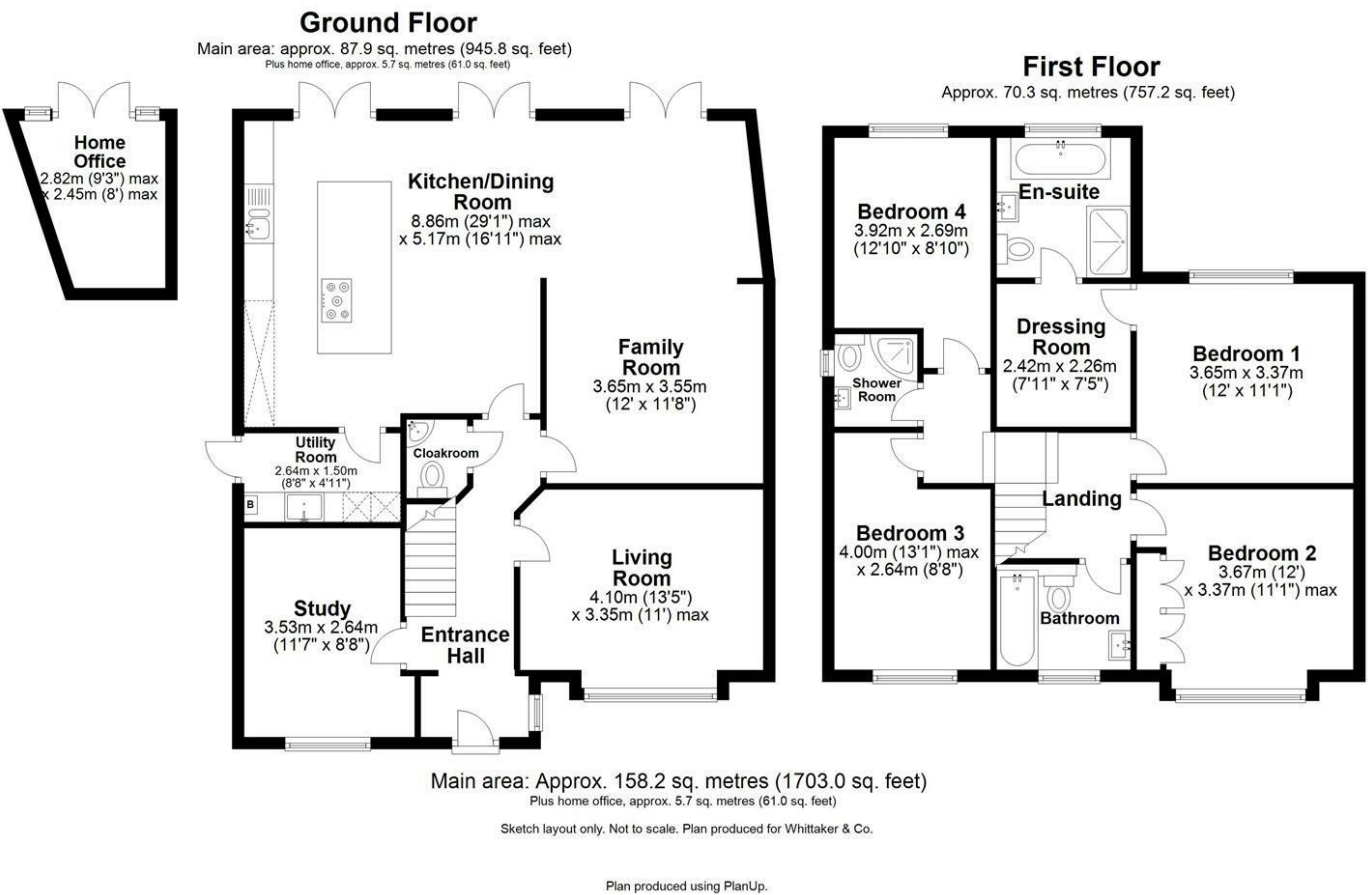 Ground Floor
Main area: approx. 87.9 sq. metres (945.8 sq. feet)
Plus home office, approx. 5.7 sq. metres (61.0 sq. feet)
Home
Office
2.82m (9'3") max
x 2.45m (8') max
Kitchen/Dining
Room
8.86m (29'1") max
x 5.17m (16'11") max
Family
Room
3.65m x 3.55m
(12' x 11'8")
Utility
Room
2.64m x 1.50m
(8'8" x 4'11")
B
Cloakroom
Living
Room
4.10m (13'5")
x 3.35m (11') max
Study
3.53m x 2.64m
(11'7" x 8'8")
Entrance
Hall
First Floor
Approx. 70.3 sq. metres (757.2 sq. feet)
Bedroom 4
3.92m x 2.69m
(12'10" x 8'10")
En-suite
Dressing
Room
2.42m x 2.26m
(7'11" x 7'5")
Bedroom 1
3.65m x 3.37m
(12' x 11'1")
Shower
Room
Landing
Bedroom 3
4.00m (13'1") max
x 2.64m (8'8")
Bathroom
Bedroom 2
3.67m (12')
x 3.37m (11'1") max
Main area: Approx. 158.2 sq. metres (1703.0 sq. feet)
Plus home office, approx. 5.7 sq. metres (61.0 sq. feet)
Sketch layout only. Not to scale. Plan produced for Whittaker & Co.
Plan produced using PlanUp.